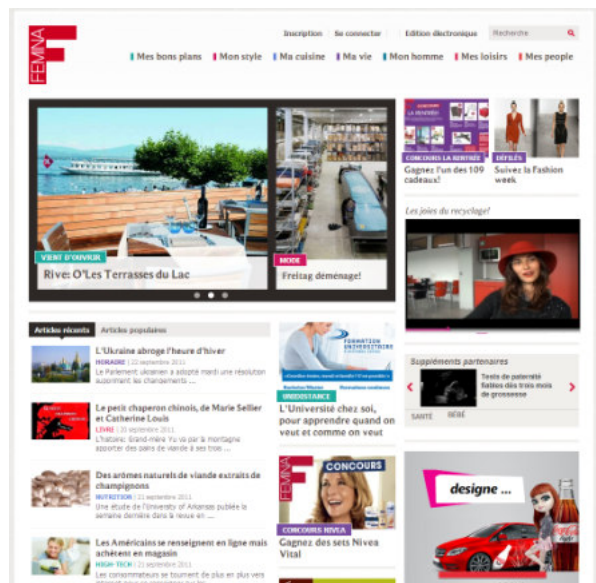 FEMINA
Inscription Se connecter Edition électronique Recherche
Mes bons plans Mon style Ma cuisine Ma vie Mon homme Mes loisirs Mes people
VIENT D'OUVRIR
Rive: O'Les Terrasses du Lac
MODE
Freitag déménage!
LA RENTRÉE
CONCOURS LA RENTRÉE
Gagnez l'un des 109
cadeaux!
DÉFILÉS
Suivez la Fashion
week
Les joies du recyclage!
Articles récents Articles populaires
L'Ukraine abroge l'heure d'hiver
HORAIRE | 22 septembre 2011
Le Parlement ukrainien a adopté mardi une résolution
supprimant les changements ...
Le petit chaperon chinois, de Marie Sellier
et Catherine Louis
LIVRE | 20 septembre 2011
L'histoire: Grand-mère Yu va par la montagne
apporter des pains de viande à ses trois ...
Des arômes naturels de viande extraits de
champignons
NUTRITION | 21 septembre 2011
Une étude de l'University of Arkansas publiée la
semaine dernière dans la revue en ...
Les Américains se renseignent en ligne mais
achètent en magasin
HIGH-TECH | 21 septembre 2011
Les consommateurs se tournent de plus en plus vers
FORMATION
UNIVERSITAIRE
UNIDISTANCE
L'Université chez soi,
pour apprendre quand on
veut et comme on veut
FEMINA
CONCOURS
CONCOURS NIVEA
Gagnez des sets Nivea
Vital
Suppléments partenaires
Tests de paternité
fiables dès trois mois
de grossesse
SANTÉ BÉBÉ
designe ...